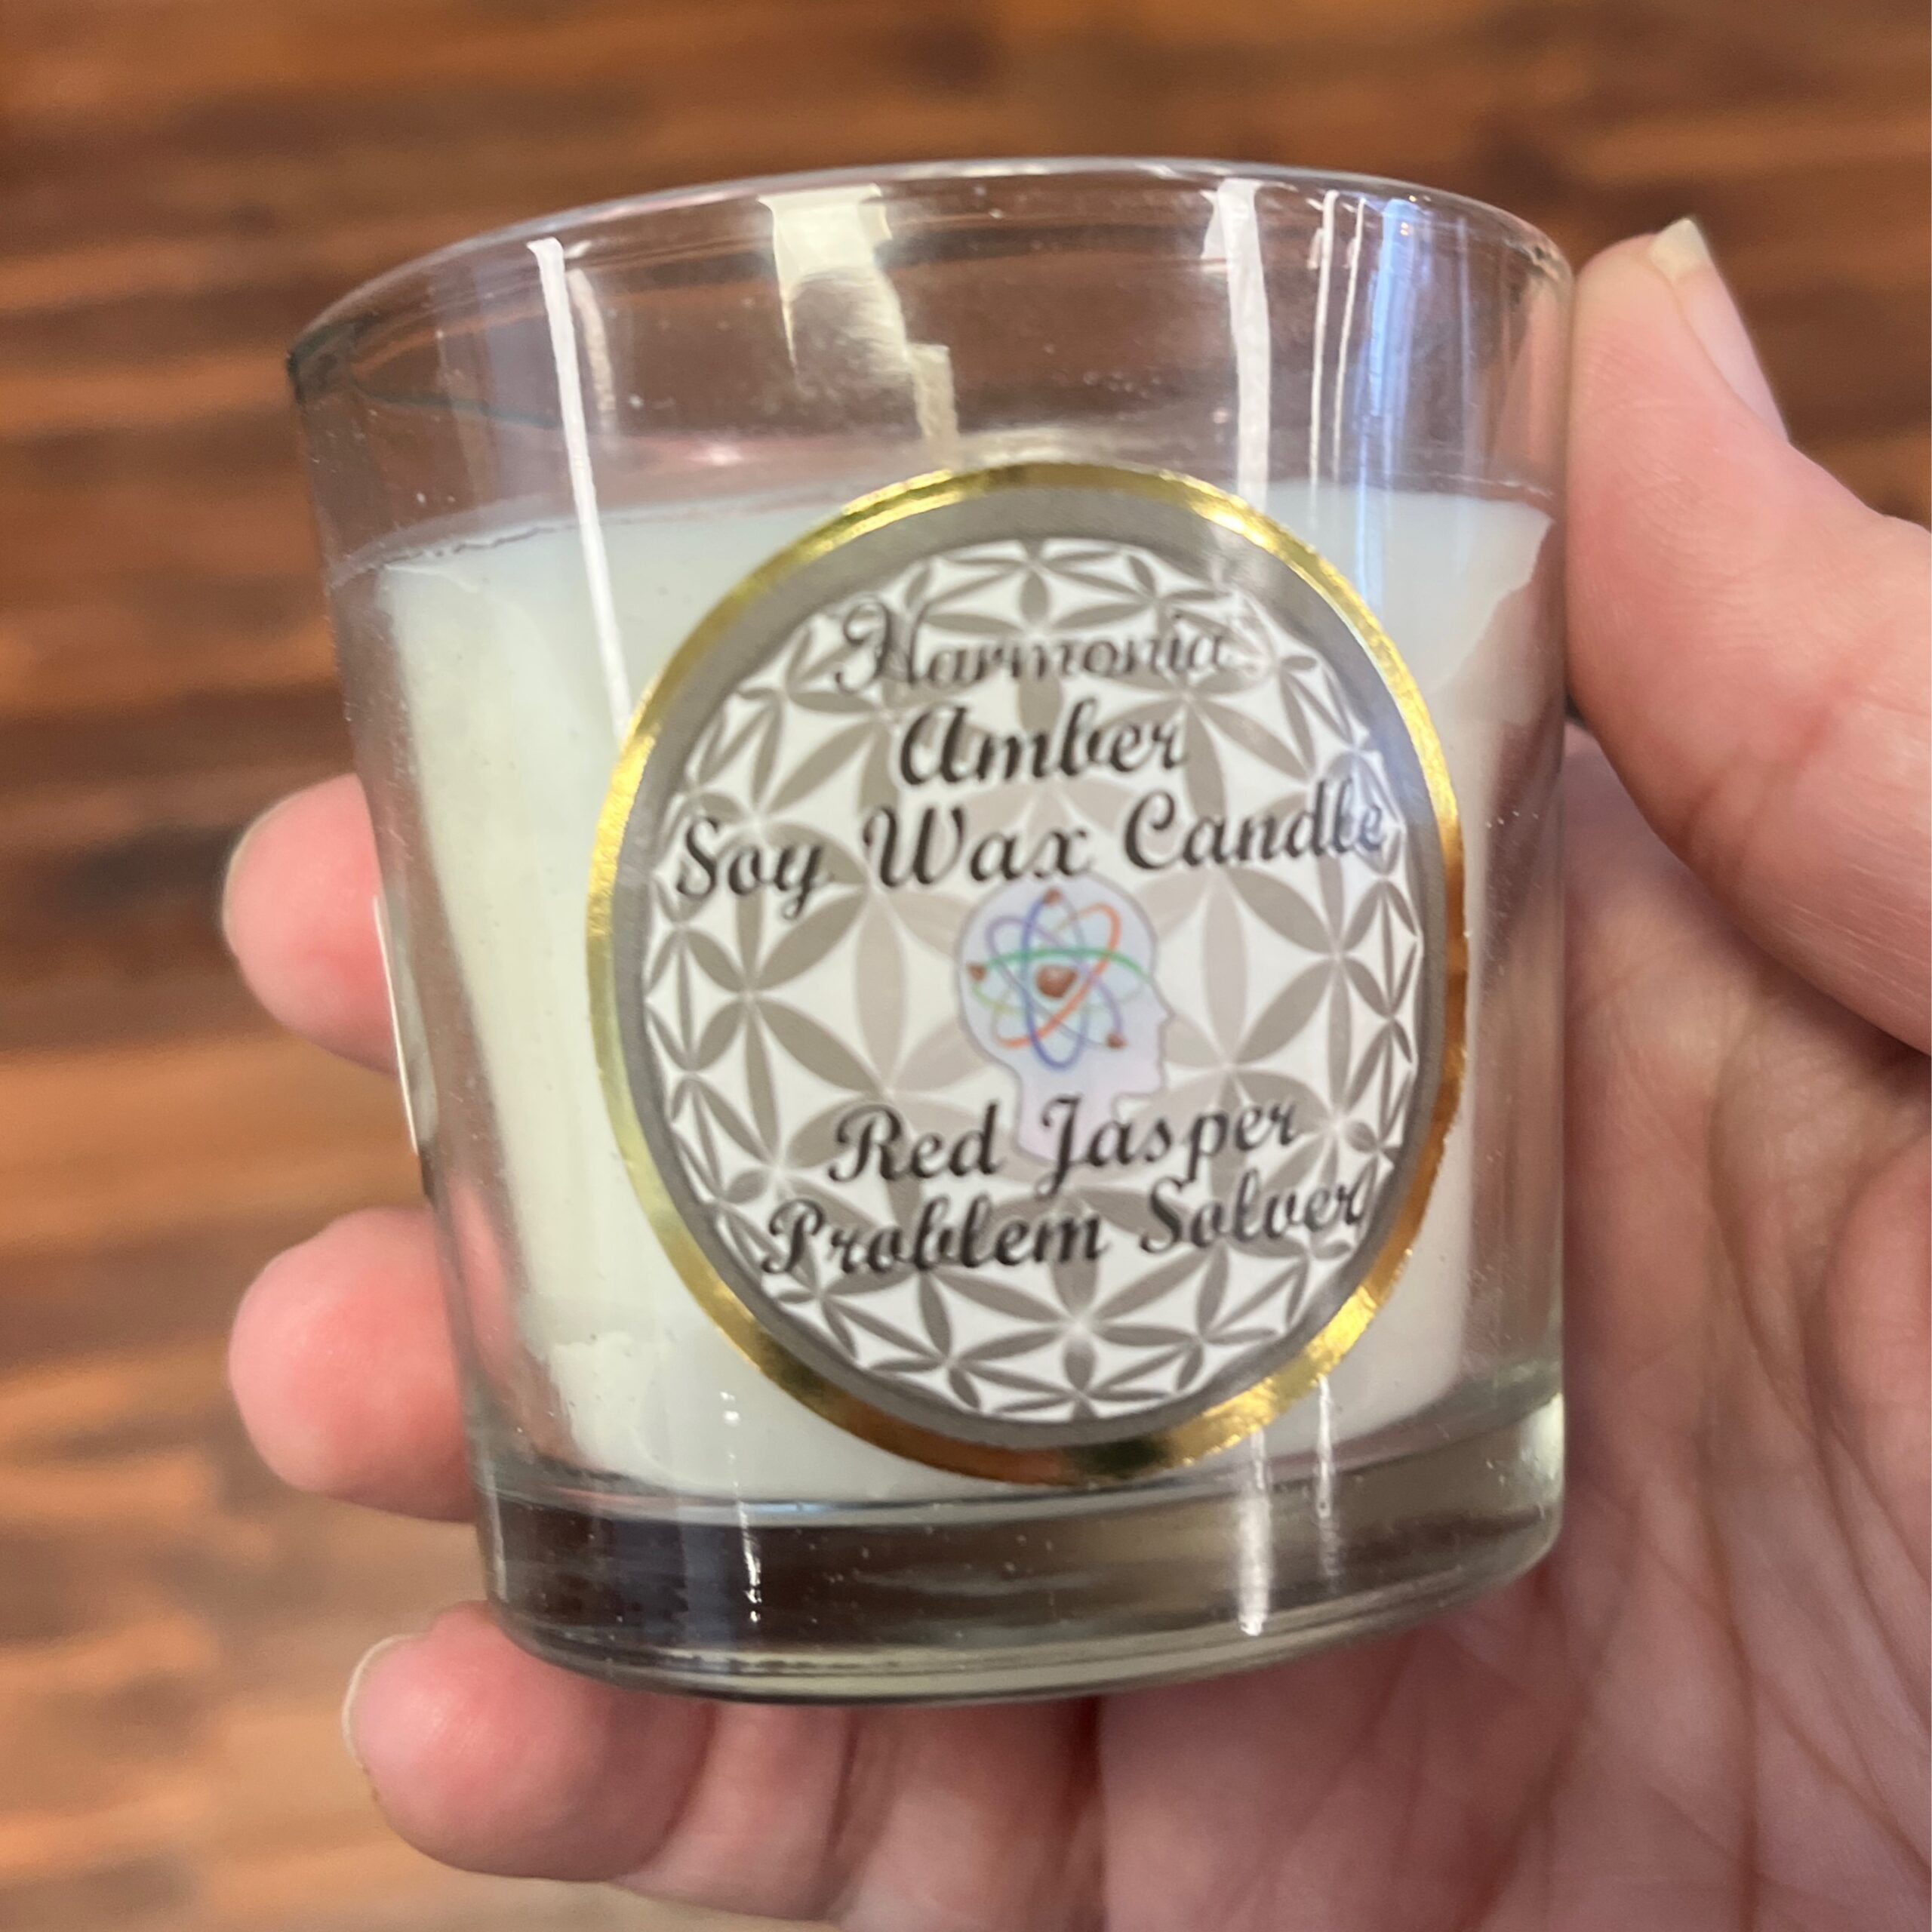 Harmonia
Amber
Soy Wax Candle
Red Jasper
Problem Solver